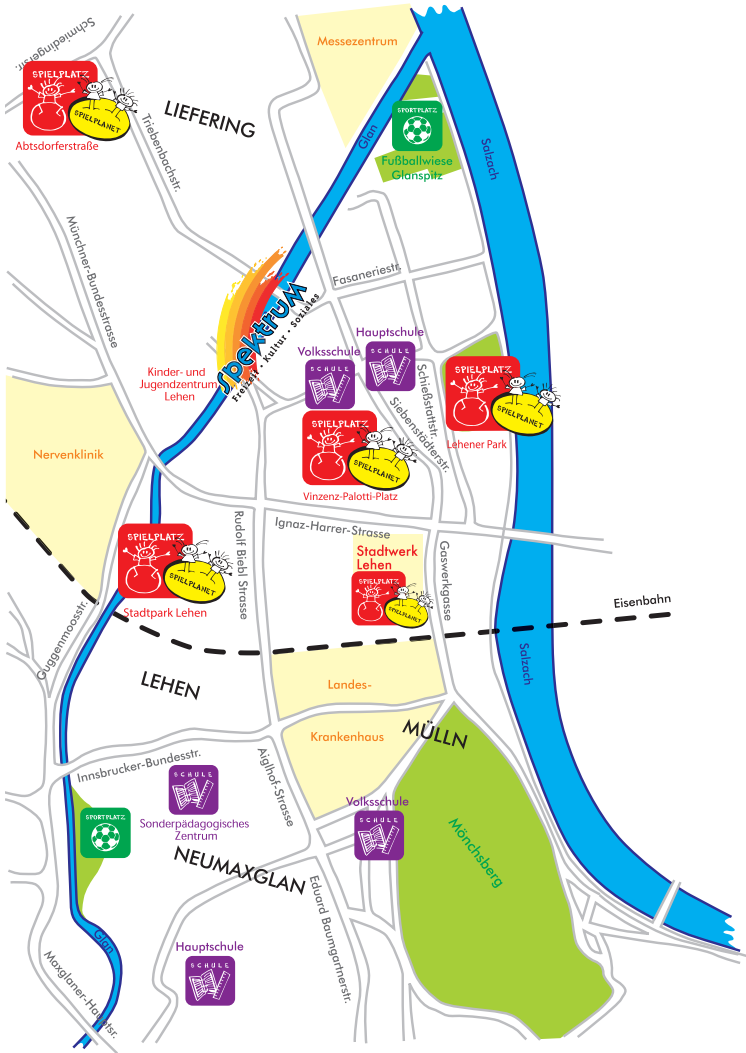 Schmiedingerstr.
Messezentrum
SPIELPLATZ
SPIELPLANET
Abtsdorferstraße
LIEFERING
Triebenbachstr.
Glan
SPORTPLATZ
Fußballwiese
Glanspitz
Salzach
Münchner-Bundesstrasse
Fasaneriestr.
Spektrum
Freizeit • Kultur • Soziales
Kinder- und
Jugendzentrum
Lehen
Hauptschule
SCHULE
Volksschule
SCHULE
Schießstattstr.
Siebenstädterstr.
SPIELPLATZ
SPIELPLANET
Lehener Park
SPIELPLATZ
SPIELPLANET
Vinzenz-Palotti-Platz
Nervenklinik
Rudolf Biebl Strasse
Ignaz-Harrer-Strasse
Gaswerkgasse
SPIELPLATZ
SPIELPLANET
Stadtpark Lehen
Stadtwerk
Lehen
SPIELPLATZ
SPIELPLANET
Eisenbahn
Guggenmoosstr.
LEHEN
Landes-
Salzach
Krankenhaus
MÜLLN
Innsbrucker-Bundesstr.
Aiglhof-Strasse
SCHULE
Sonderpädagogisches
Zentrum
Volksschule
SCHULE
SPORTPLATZ
Mönchsberg
NEUMAXGLAN
Eduard Baumgartnerstr.
Glan
Hauptschule
SCHULE
Maxglaner-Hauptstr.